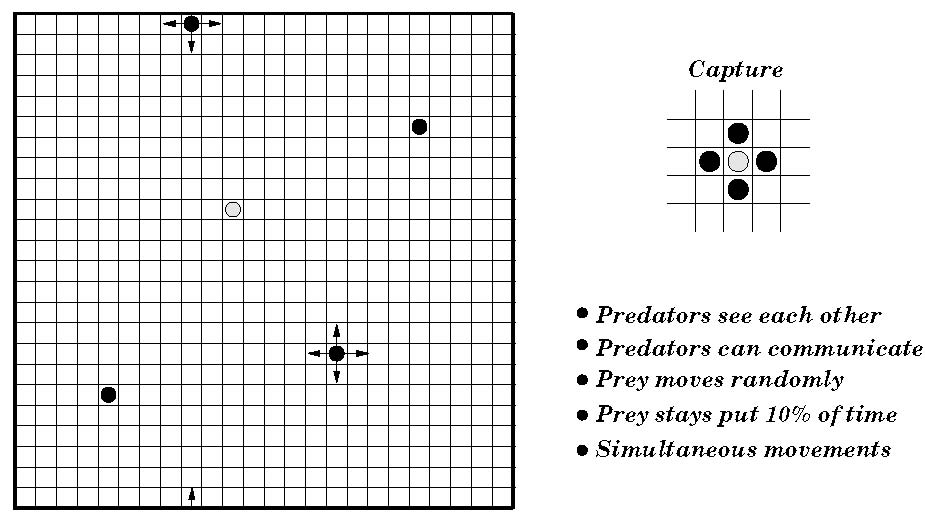 Capture
Predators see each other
Predators can communicate
Prey moves randomly
Prey stays put 10% of time
Simultaneous movements